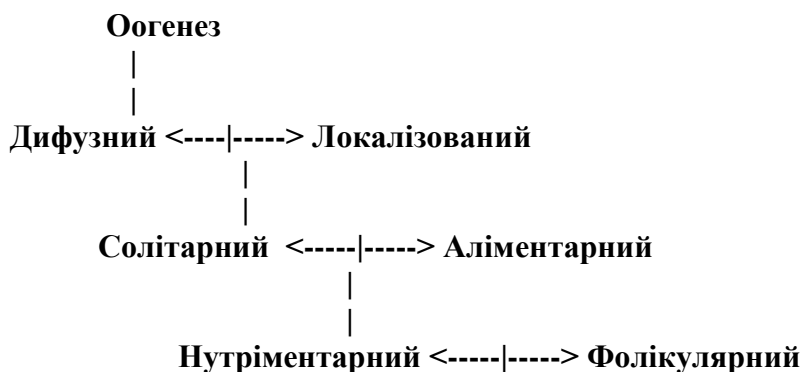 Оогенез
|
|
Дифузний <----|-----> Локалізований
|
|
Солітарний <-----|-----> Аліментарний
|
|
Нутріментарний <-----|-----> Фолікулярний